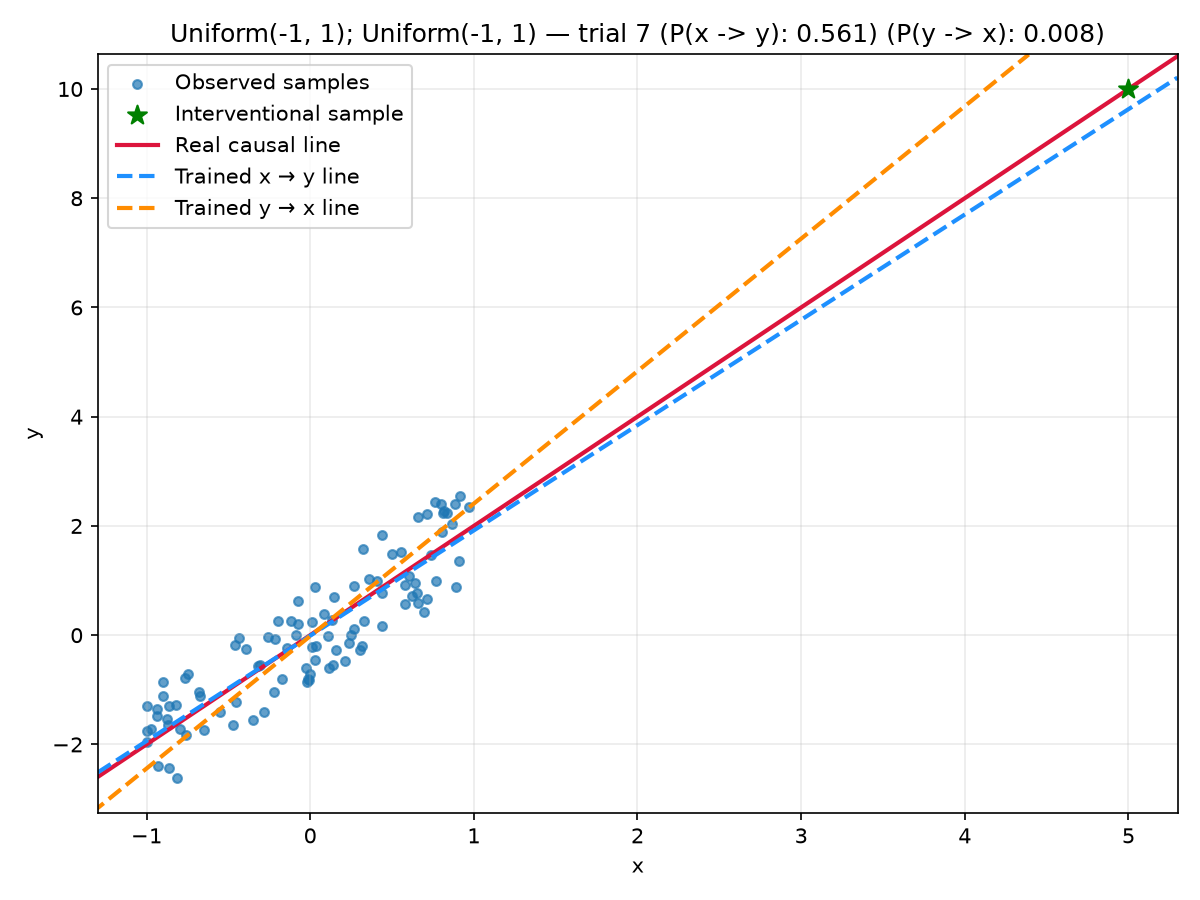 Uniform(-1, 1); Uniform(-1, 1) — trial 7 (P(x -> y): 0.561) (P(y -> x): 0.008)
Observed samples
Interventional sample
Real causal line
Trained x → y line
Trained y → x line
10
8
6
4
2
0
−2
y
−1
0
1
2
3
4
5
x